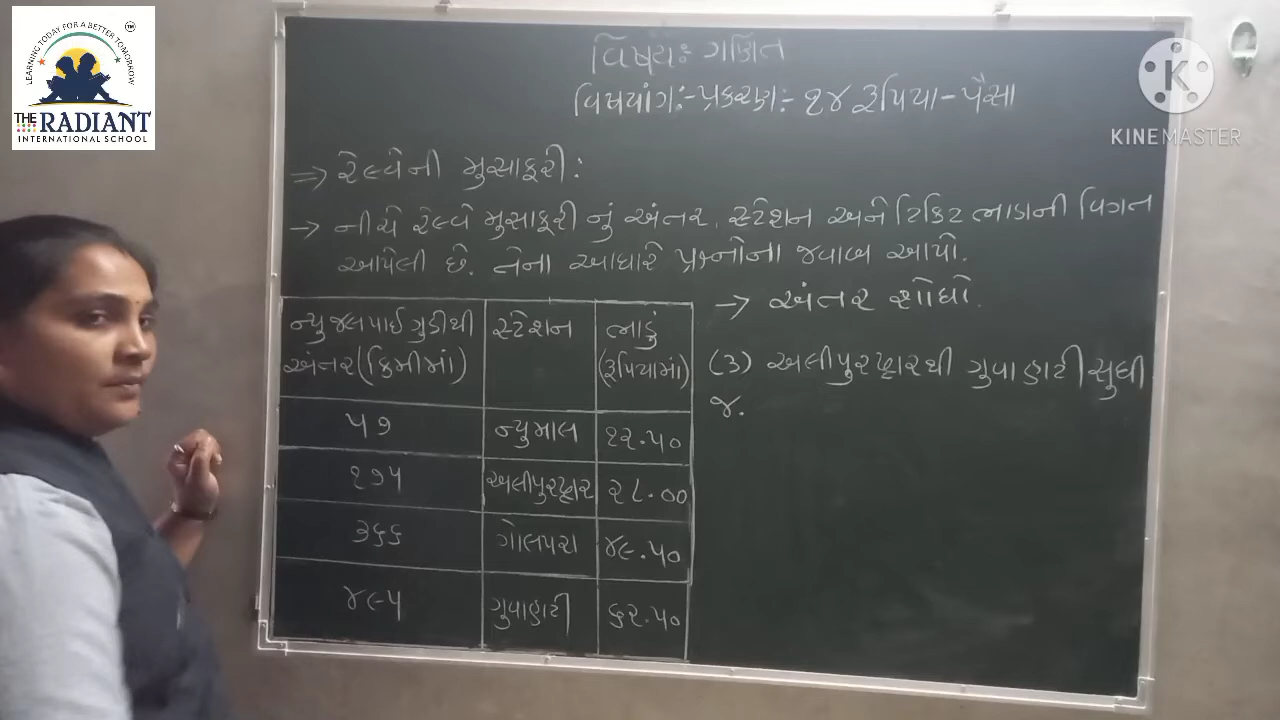 LEARNING TODAY FOR A BETTER TOMORROW
TM
THE RADIANT
INTERNATIONAL SCHOOL
K
KINEMASTER
વિષય:- ગણિત
વિષયાંગ:- પ્રકરણ:- ૧૪ રૂપિયા - પૈસા
⇒ રેલ્વેની મુસાફરી:
→ નીચે રેલ્વે મુસાફરી નું અંતર, સ્ટેશન અને ટિકિટ ભાડાની વિગત
આપેલી છે. તેના આધારે પ્રશ્નોના જવાબ આપો.
→ અંતર શોધો.
ન્યુ જલપાઈ ગુડીથી અંતર (કિમીમાં) સ્ટેશન ભાડું (રૂપિયામાં)
૫૭ ન્યુમાલ ૧૨.૫૦
૧૭૫ અલીપુરદ્વાર ૨૮.૦૦
૩૬૬ ગોલપરા ૪૯.૫૦
૪૯૫ ગુવાહાટી ૬૨.૫૦
(૩) અલીપુરદ્વારથી ગુવાહાટી સુધી
જ.